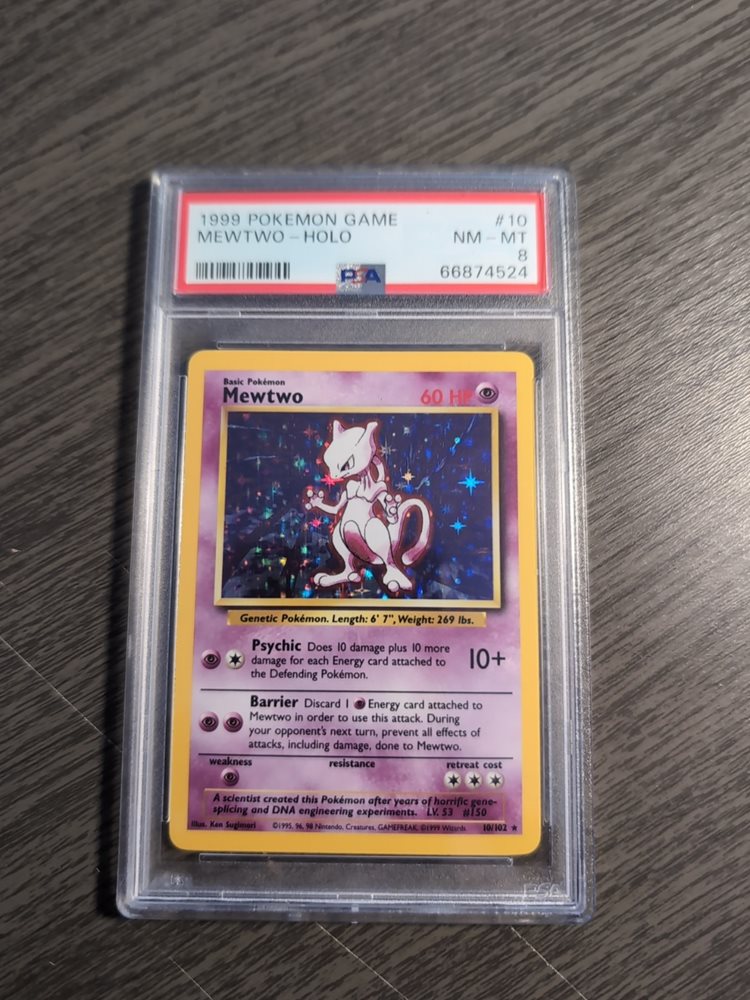 1999 POKEMON GAME #10
MEWTWO – HOLO NM – MT
8
PSA 66874524
Basic Pokémon
Mewtwo 60 HP
Genetic Pokémon. Length: 6' 7", Weight: 269 lbs.
Psychic Does 10 damage plus 10 more
damage for each Energy card attached to
the Defending Pokémon.
10+
Barrier Discard 1 Energy card attached to
Mewtwo in order to use this attack. During
your opponent's next turn, prevent all effects of
attacks, including damage, done to Mewtwo.
weakness resistance retreat cost
A scientist created this Pokémon after years of horrific gene-
splicing and DNA engineering experiments. LV. 53 #150
Illus. Ken Sugimori ©1995, 96, 98 Nintendo, Creatures, GAMEFREAK. ©1999 Wizards. 10/102
PSA